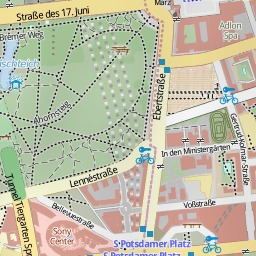 Straße des 17. Juni
März
Bremer Weg
Adlon
Spa
Ahornsteig
Ebertstraße
In den Ministergärten
Gertrud-Kolmar-Straße
Lennéstraße
Tunnel Tiergarten Spr
Bellevuestraße
Voßstraße
Sony
Center
S Potsdamer Platz
S Potsdamer Platz